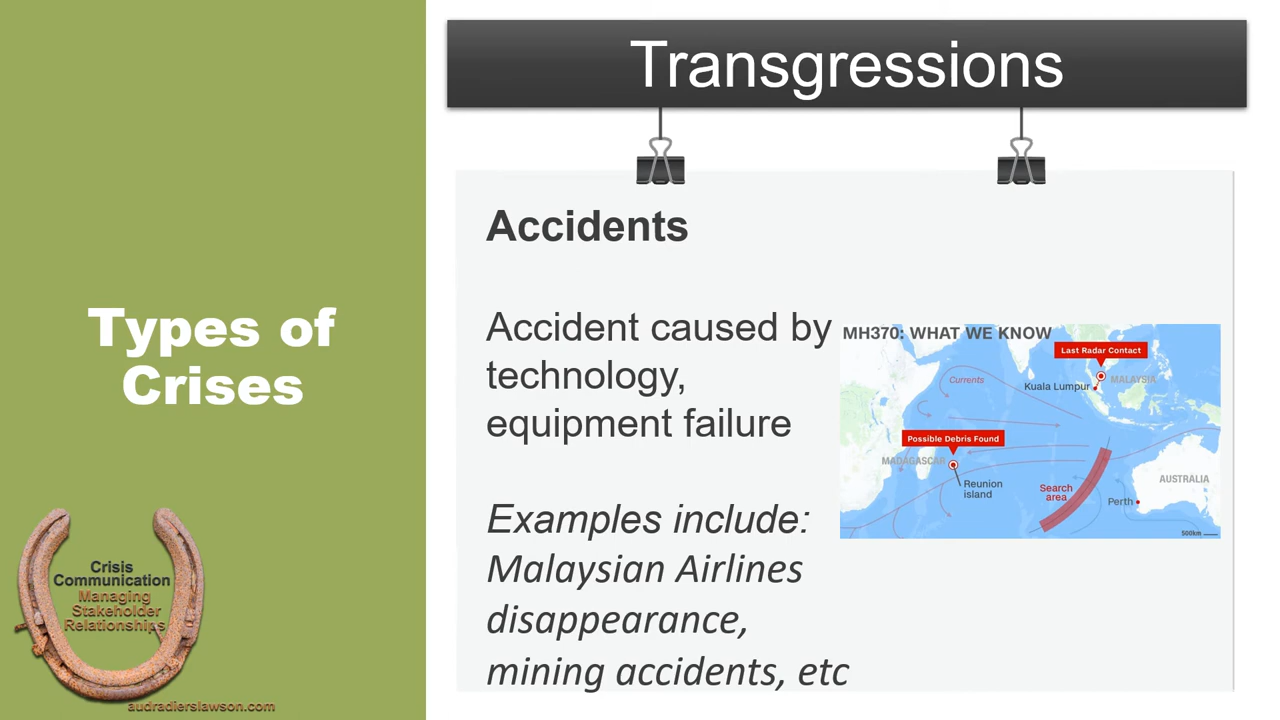 Transgressions
Accidents
Accident caused by
technology,
equipment failure
Examples include:
Malaysian Airlines
disappearance,
mining accidents, etc
MH370: WHAT WE KNOW
Last Radar Contact
Currents
Kuala Lumpur
MALAYSIA
Possible Debris Found
MADAGASCAR
Reunion
island
Search
area
Perth
AUSTRALIA
500km
Types of
Crises
Crisis
Communication
Managing
Stakeholder
Relationships
audradierslawson.com